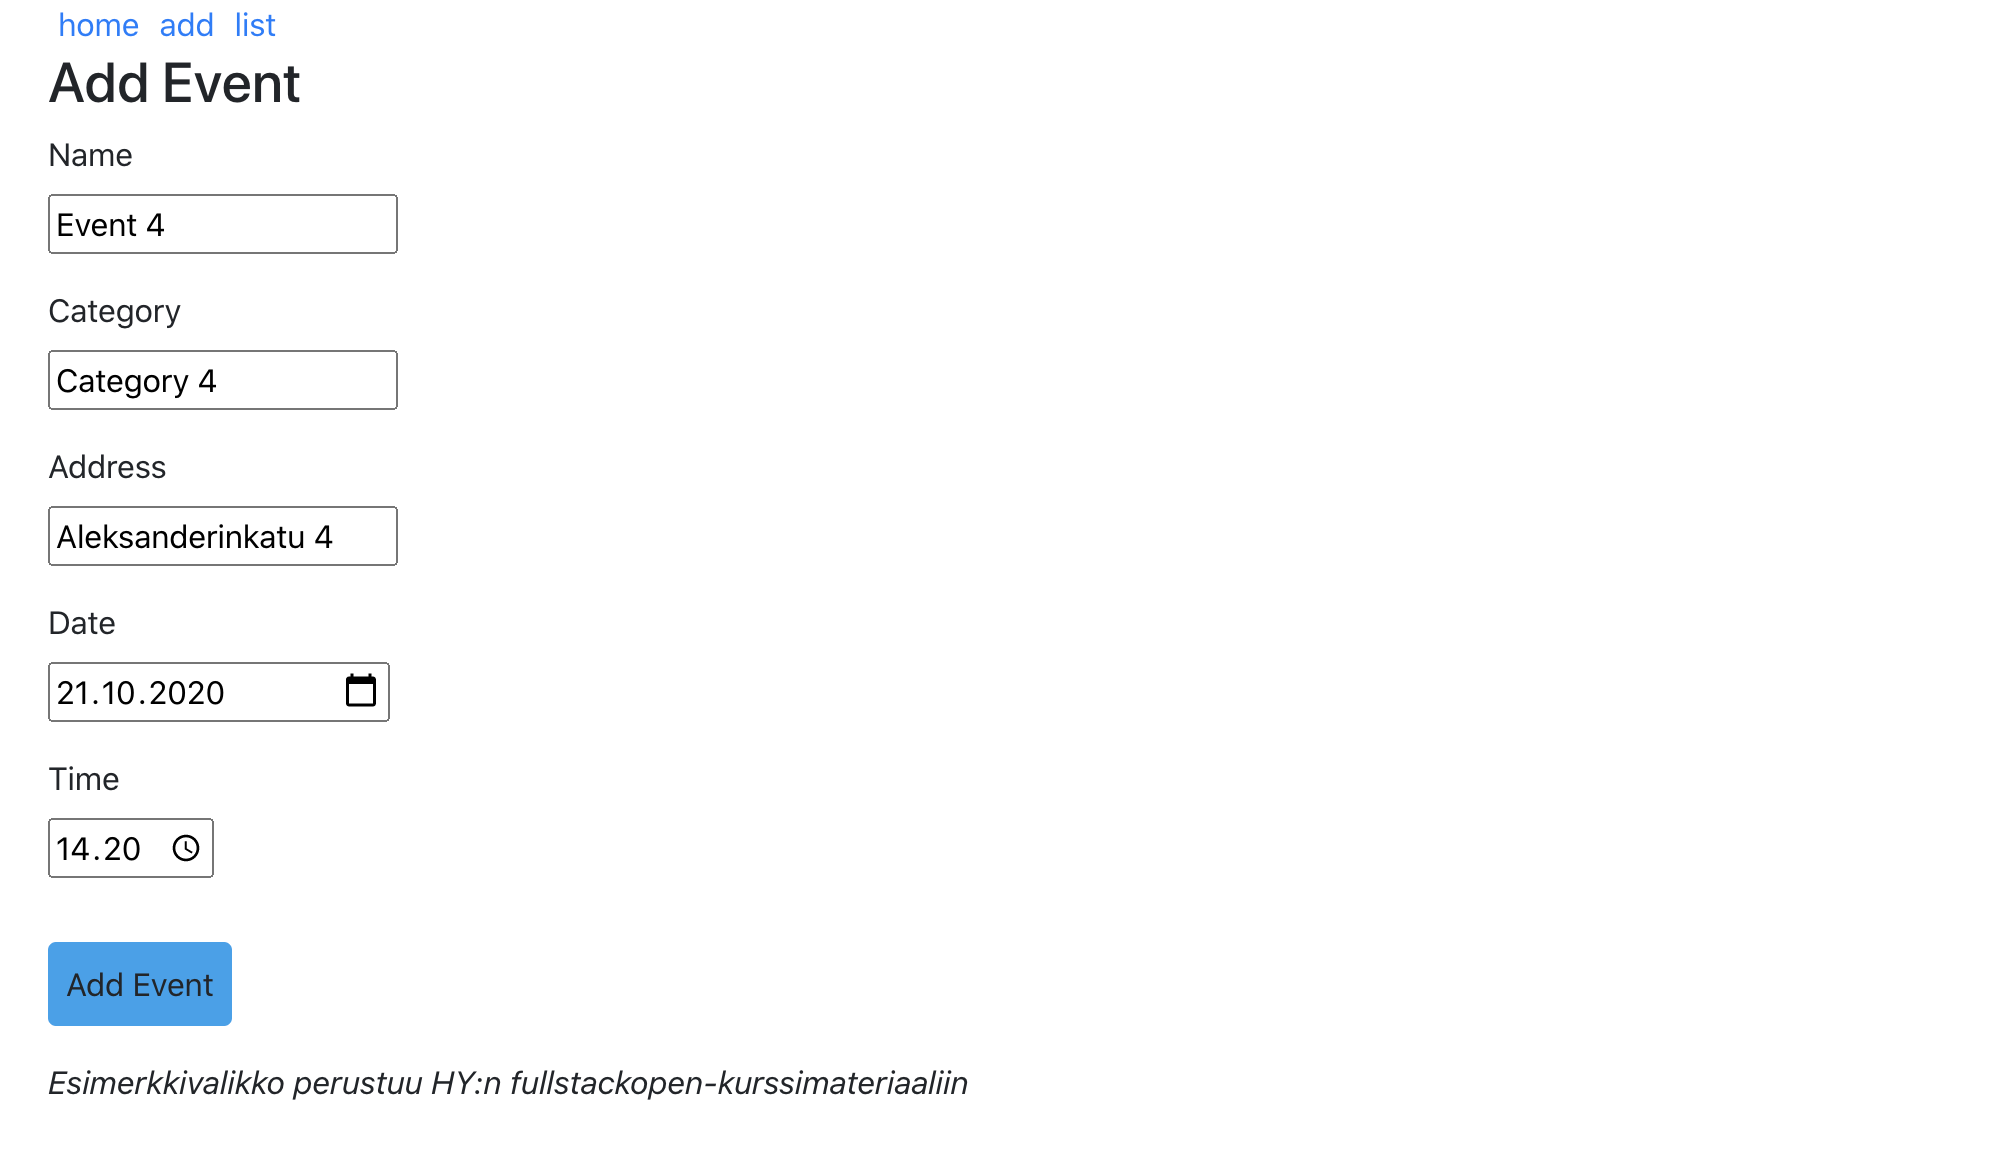 home add list
Add Event
Name
Event 4
Category
Category 4
Address
Aleksanderinkatu 4
Date
21.10.2020
Time
14.20
Add Event
Esimerkkivalikko perustuu HY:n fullstackopen-kurssimateriaaliin